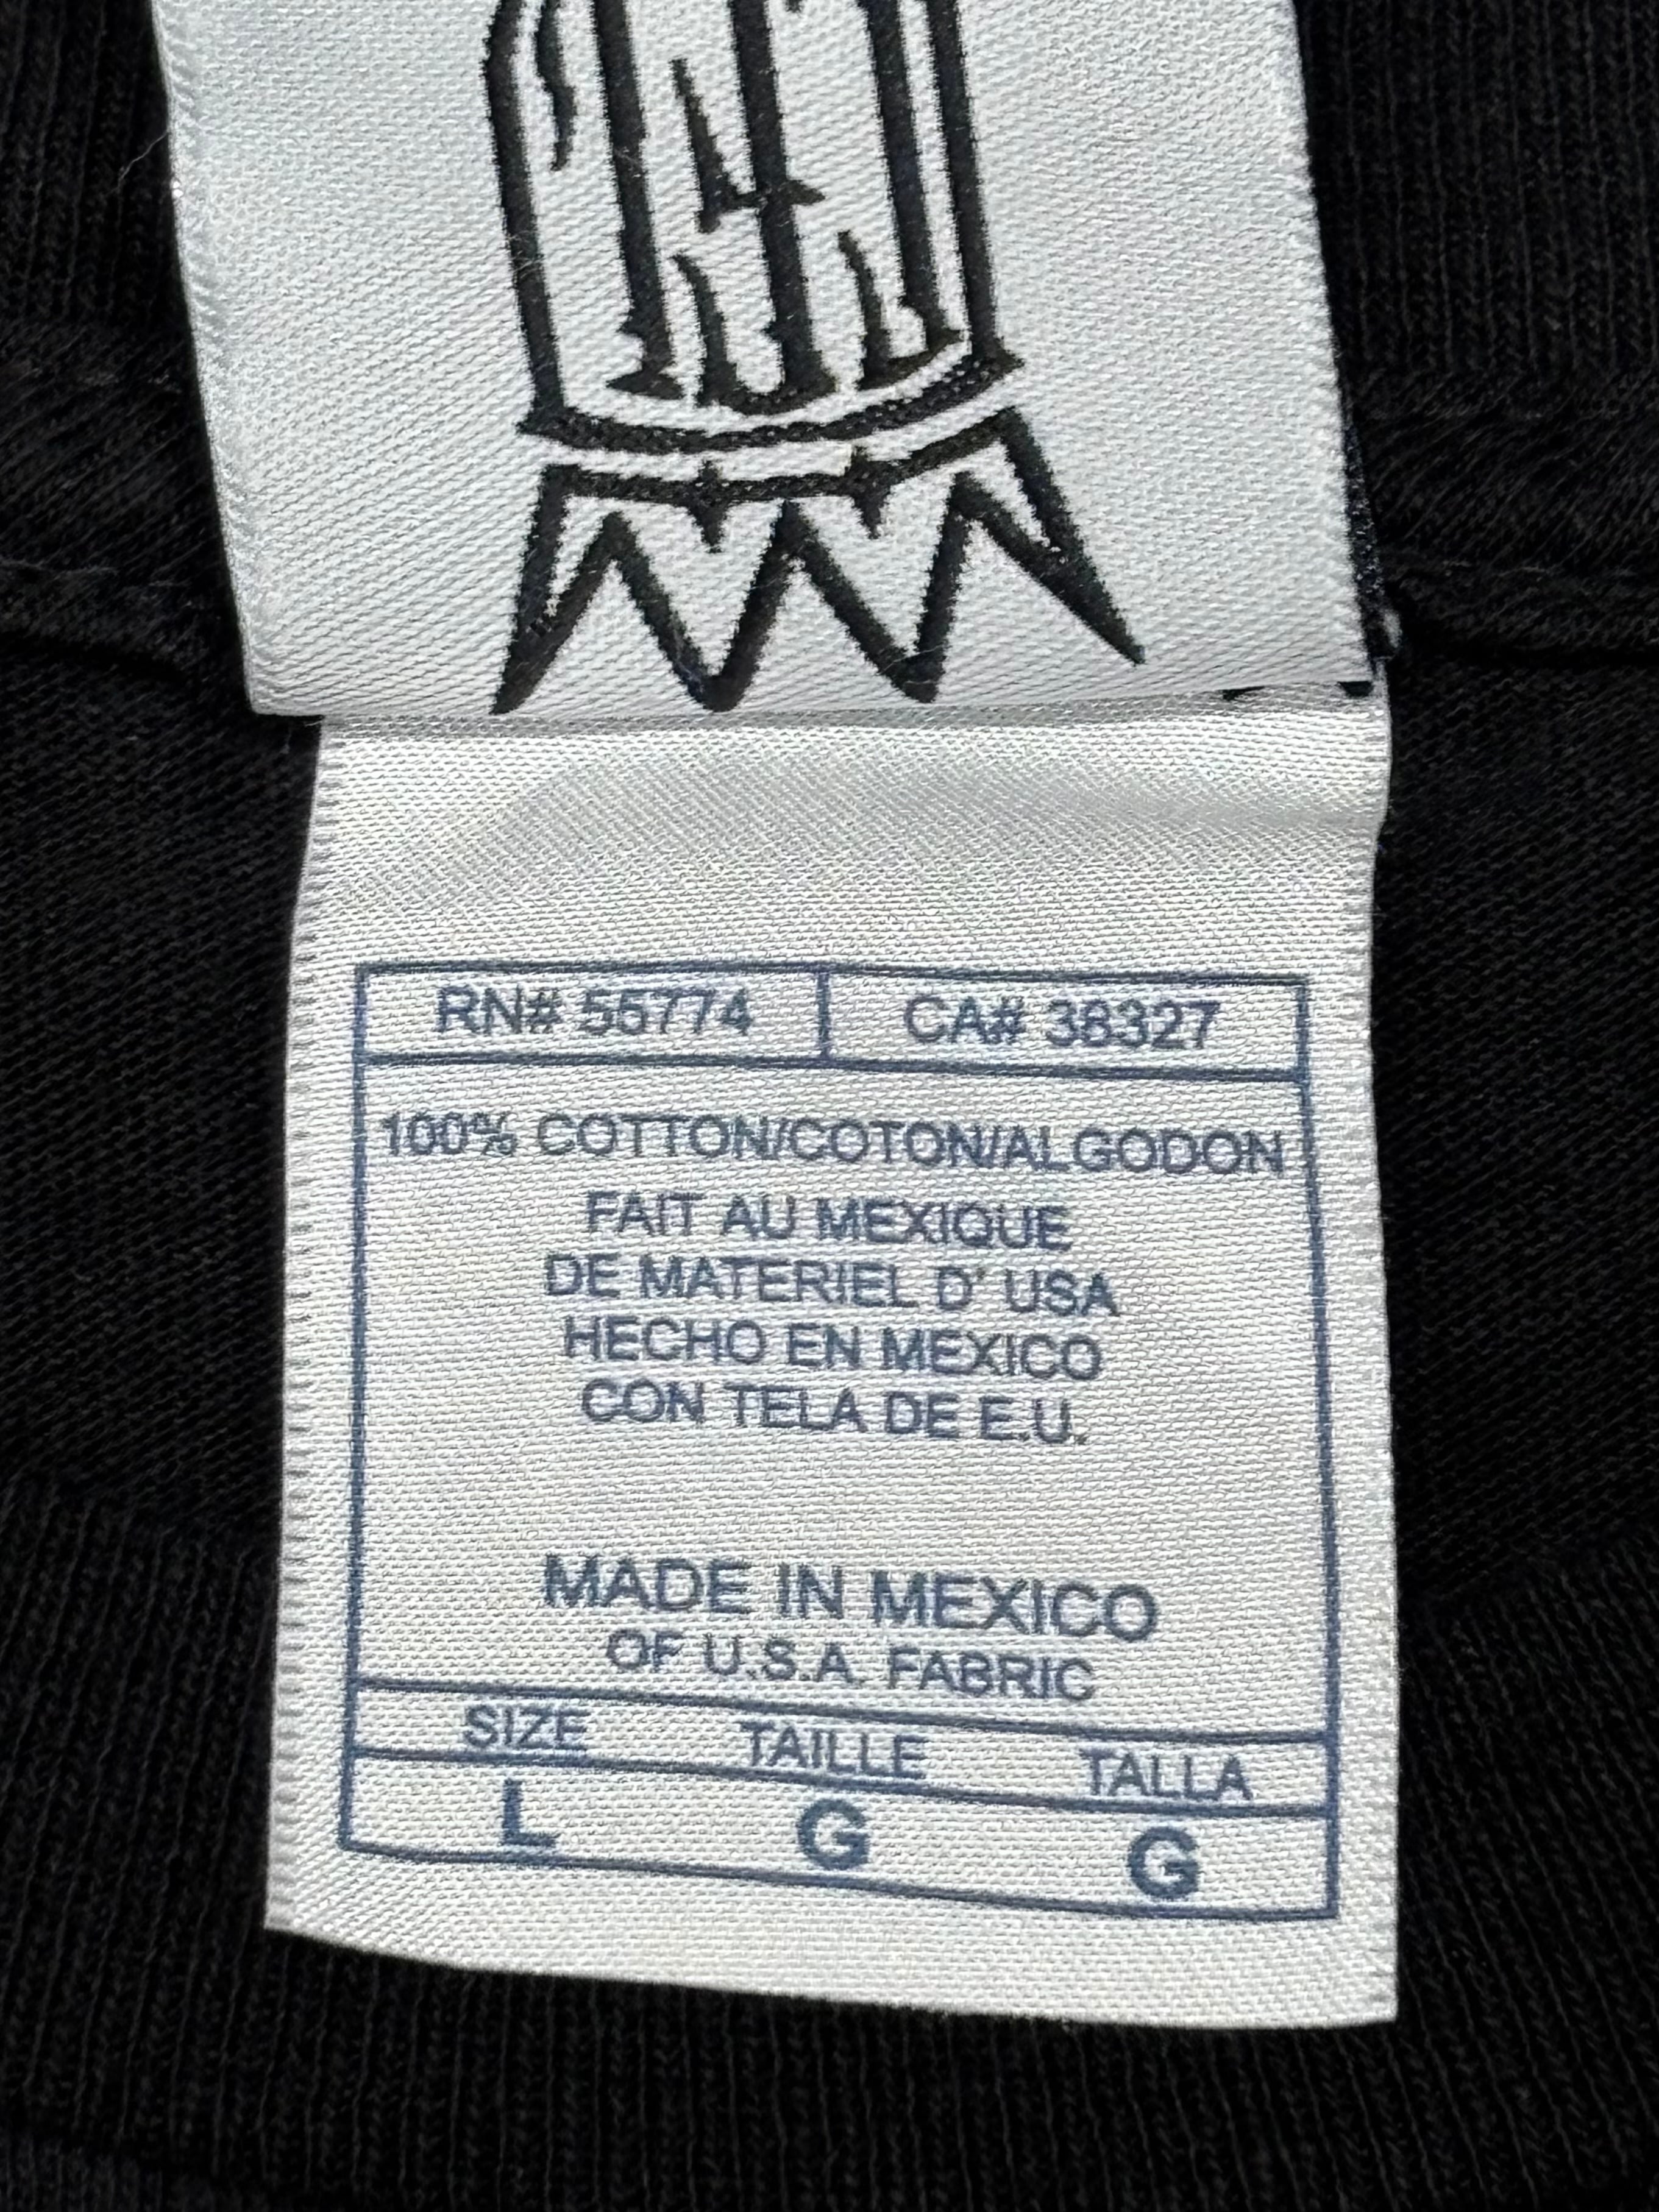 RN# 55774 CA# 38327
100% COTTON/COTON/ALGODON
FAIT AU MEXIQUE
DE MATERIEL D' USA
HECHO EN MEXICO
CON TELA DE E.U.
MADE IN MEXICO
OF U.S.A. FABRIC
SIZE TAILLE TALLA
L G G